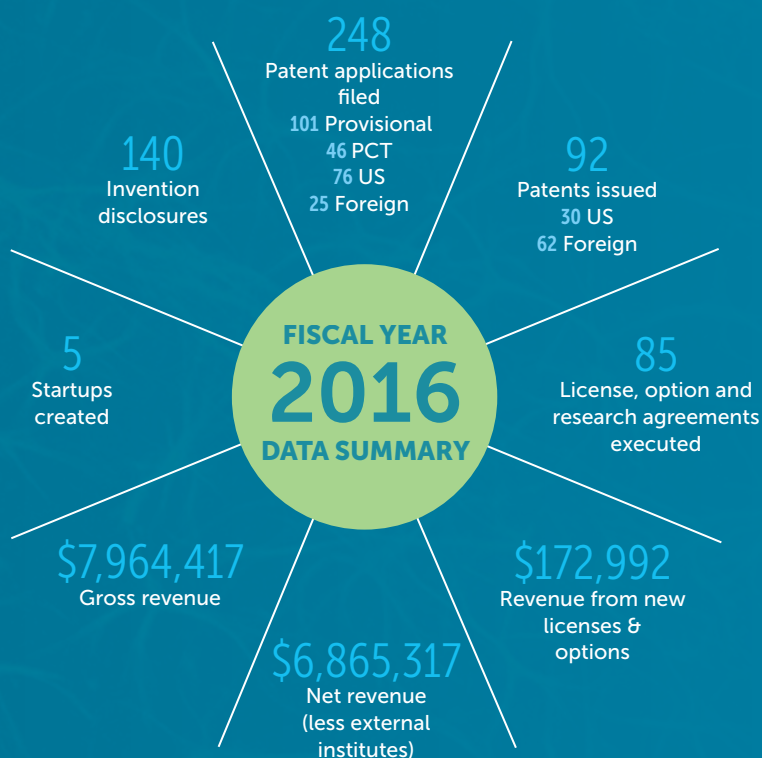 248
Patent applications
filed
101 Provisional
46 PCT
76 US
25 Foreign
140
Invention
disclosures
92
Patents issued
30 US
62 Foreign
5
Startups
created
FISCAL YEAR
2016
DATA SUMMARY
85
License, option and
research agreements
executed
$7,964,417
Gross revenue
$172,992
Revenue from new
licenses &
options
$6,865,317
Net revenue
(less external
institutes)